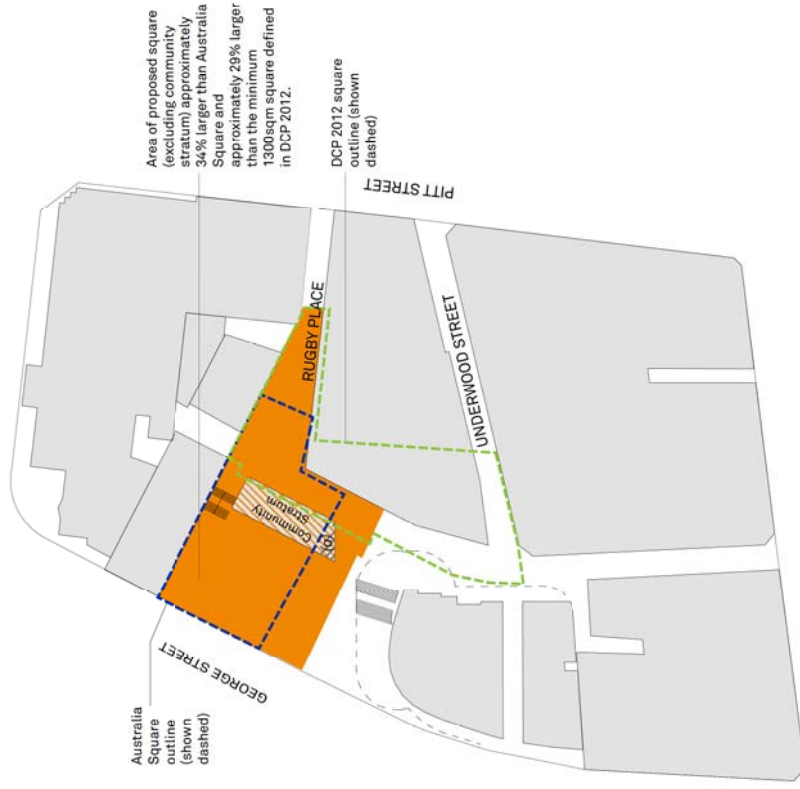 Area of proposed square
(excluding community
stratum) approximately
34% larger than Australia
Square and
approximately 29% larger
than the minimum
1300sqm square defined
in DCP 2012.
DCP 2012 square
outline (shown
dashed)
PITT STREET
RUGBY PLACE
UNDERWOOD STREET
Community
Stratum
GEORGE STREET
Australia
Square
outline
(shown
dashed)